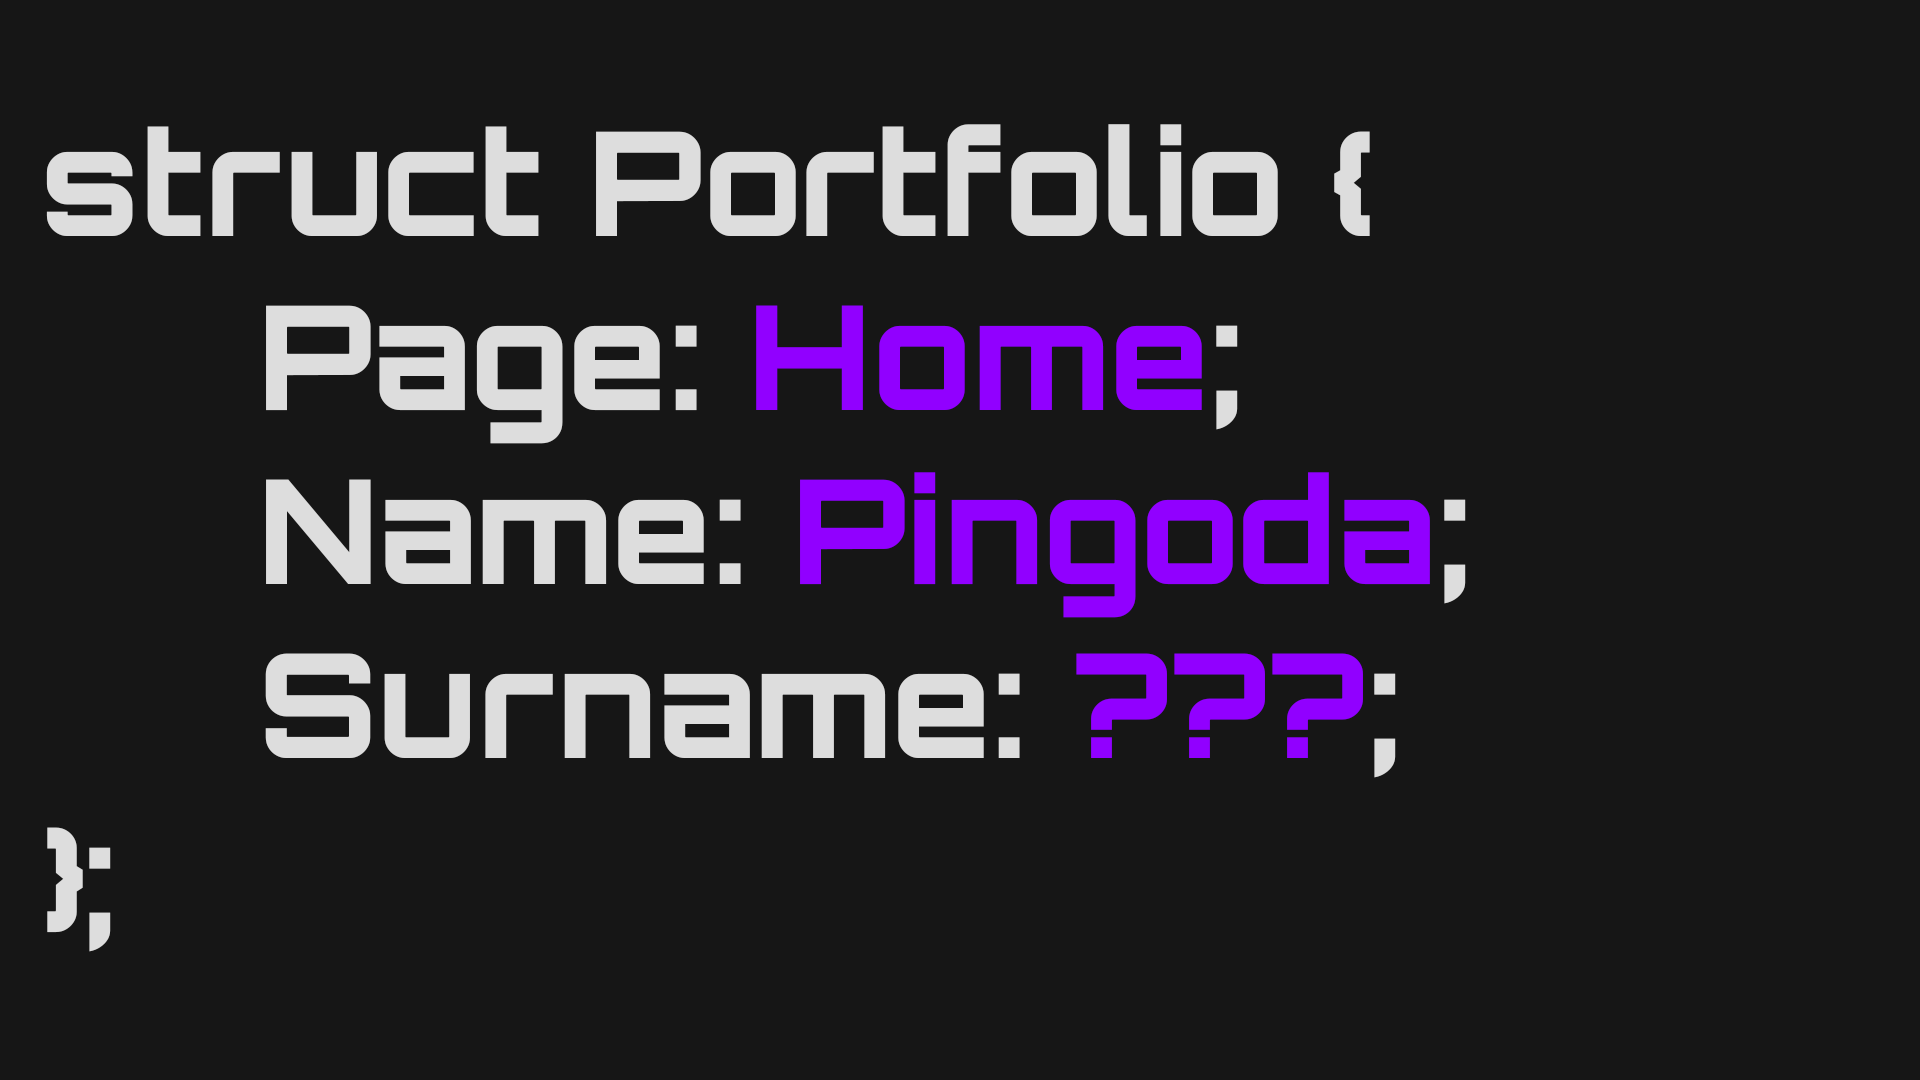 struct Portfolio {
Page: Home;
Name: Pingoda;
Surname: ???;
};